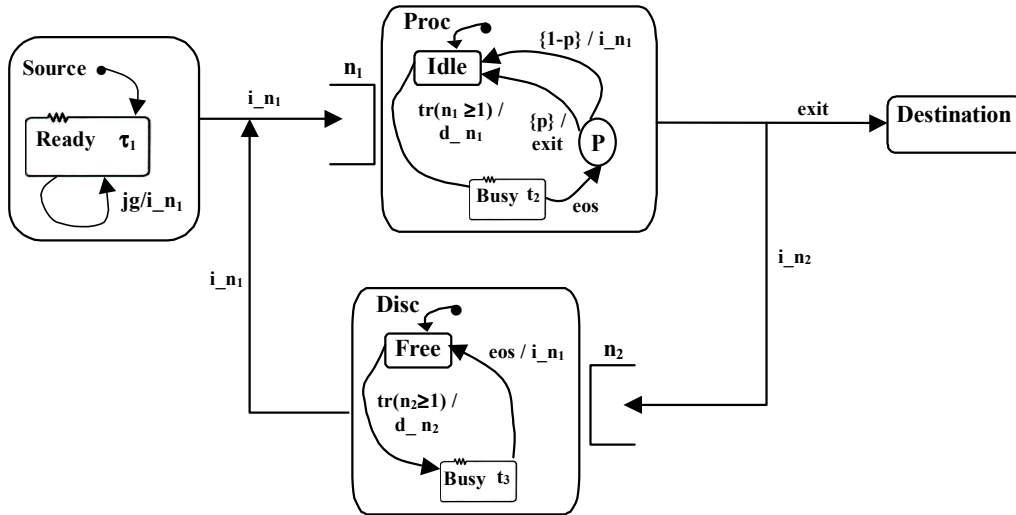 Source
Ready τ₁
jg/i_n₁
i_n₁
n₁
Proc
Idle
{1-p} / i_n₁
tr(n₁ ≥1) /
d_ n₁
{p} /
exit
P
Busy t₂
eos
exit
Destination
i_n₁
i_n₂
Disc
Free
eos / i_n₁
tr(n₂≥1) /
d_ n₂
Busy t₃
n₂